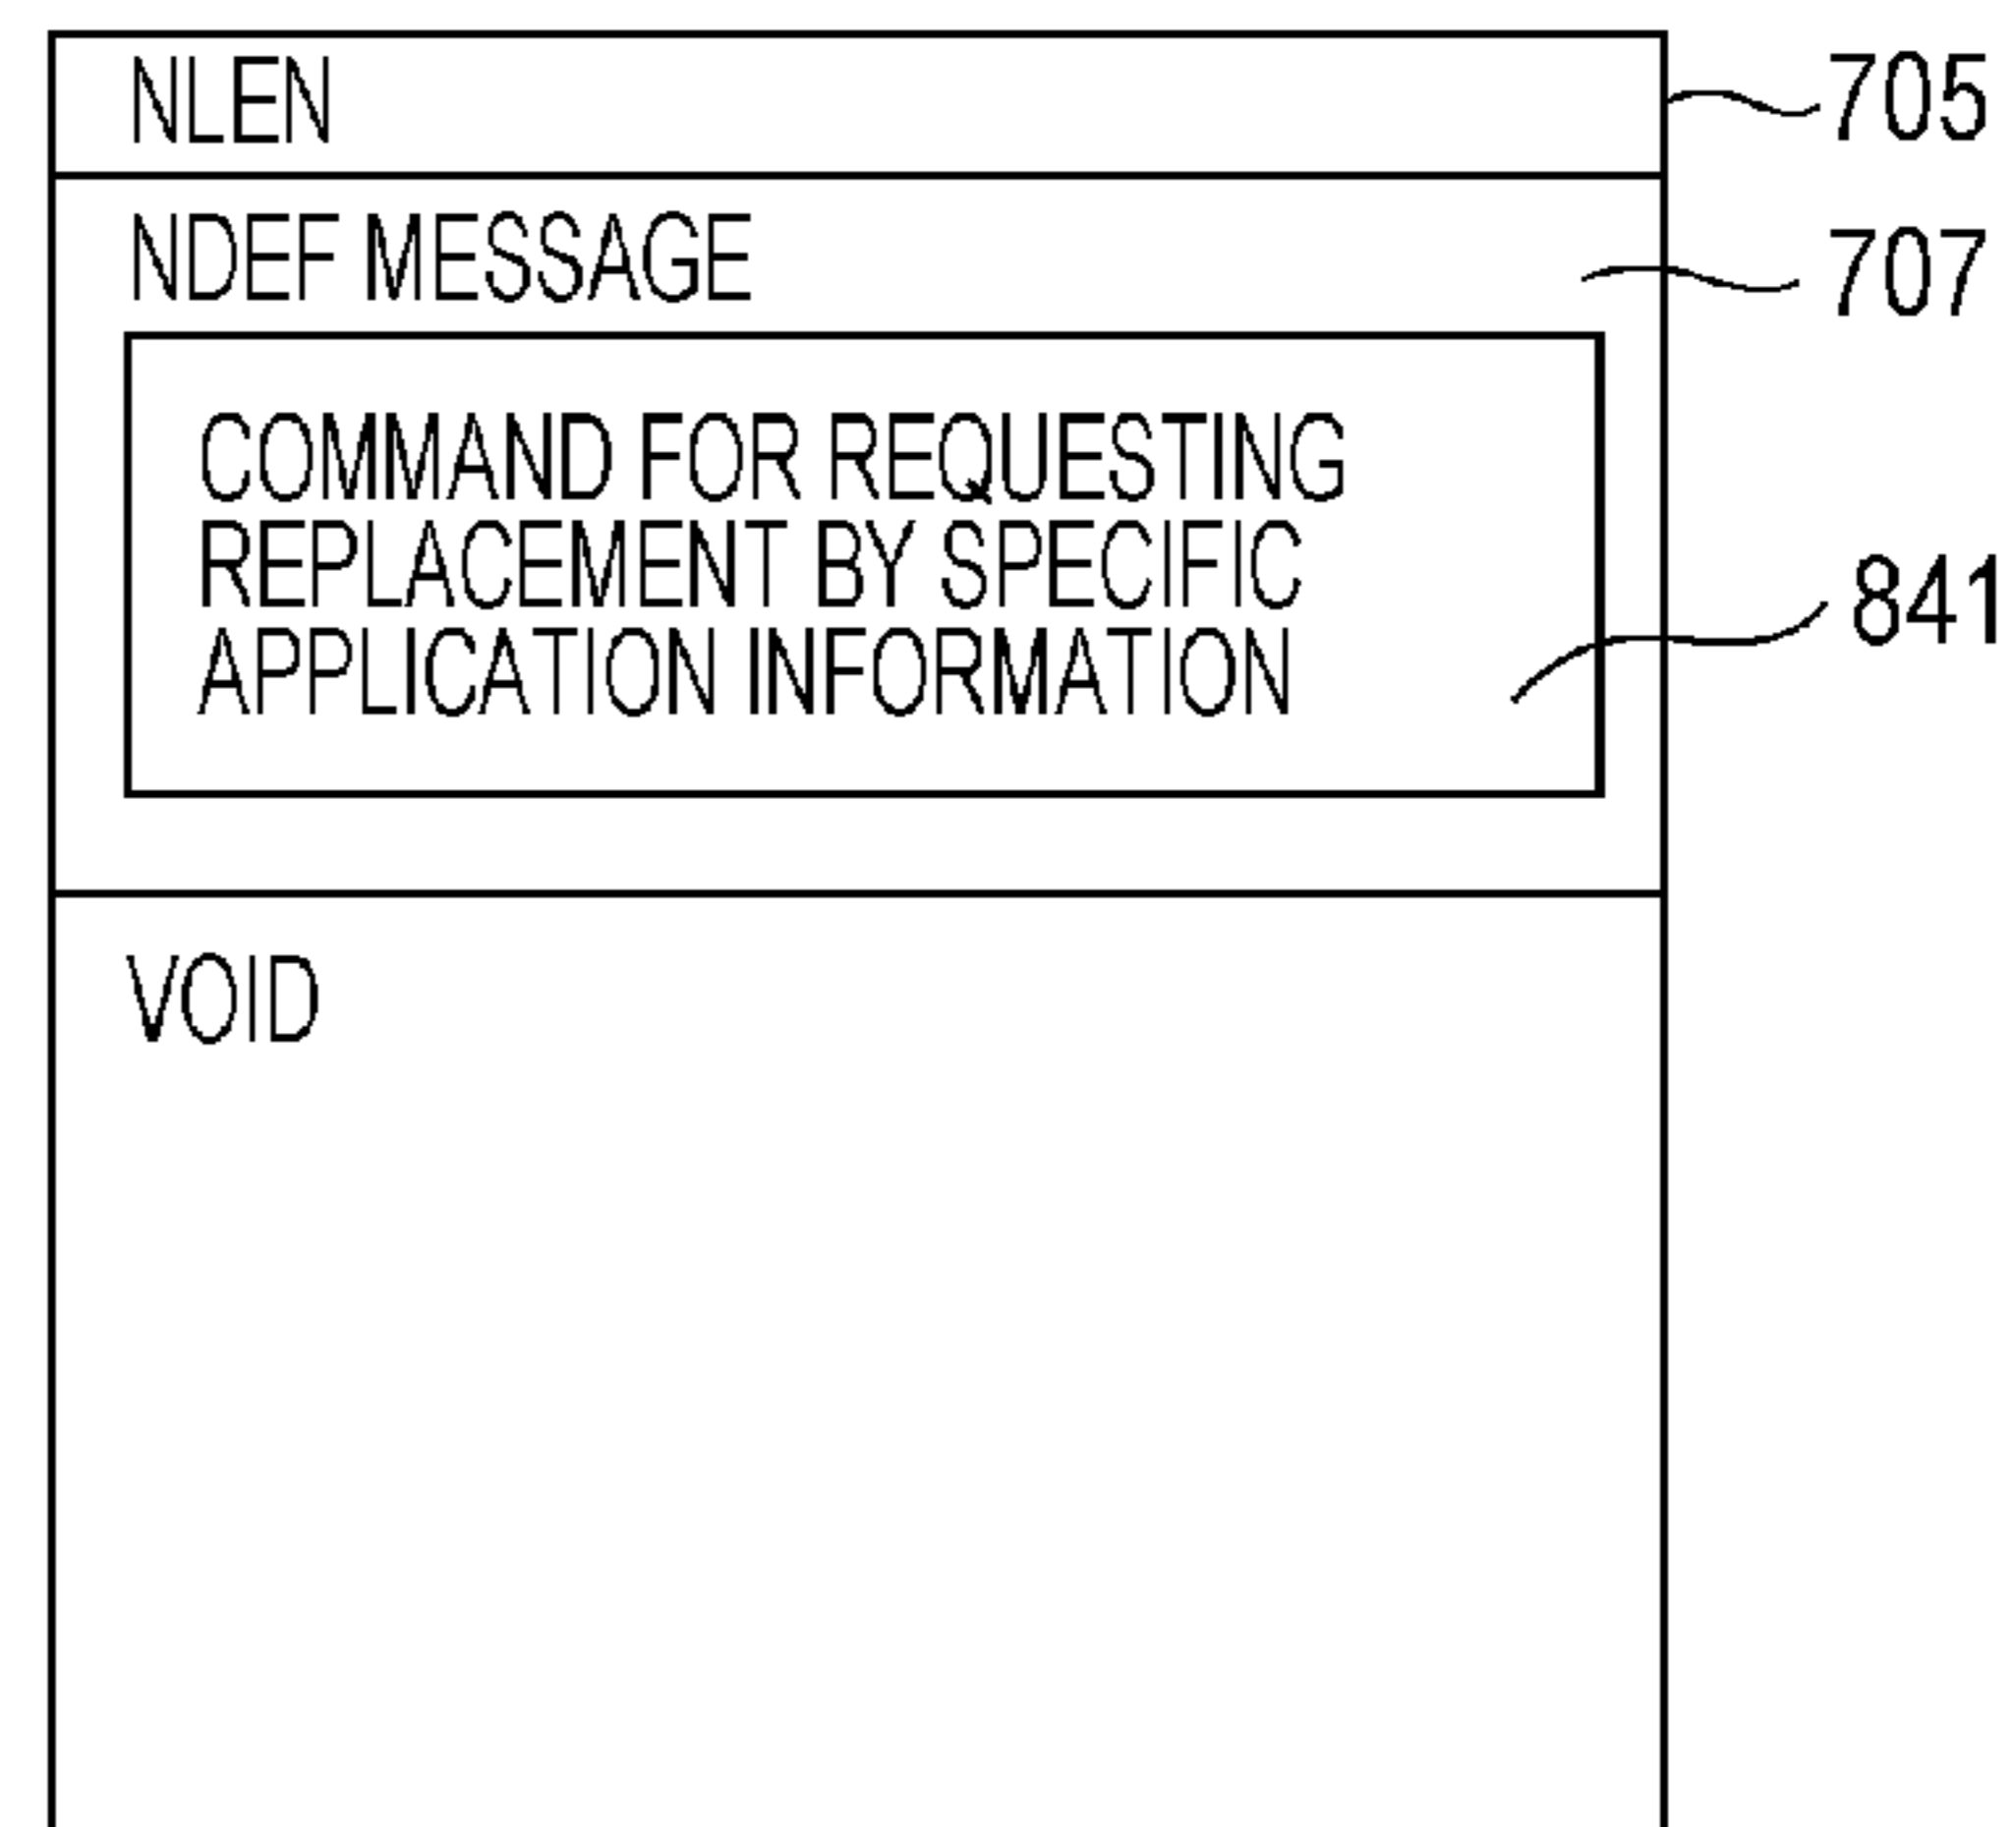 NLEN
705
NDEF MESSAGE
707
COMMAND FOR REQUESTING
REPLACEMENT BY SPECIFIC
APPLICATION INFORMATION
841
VOID